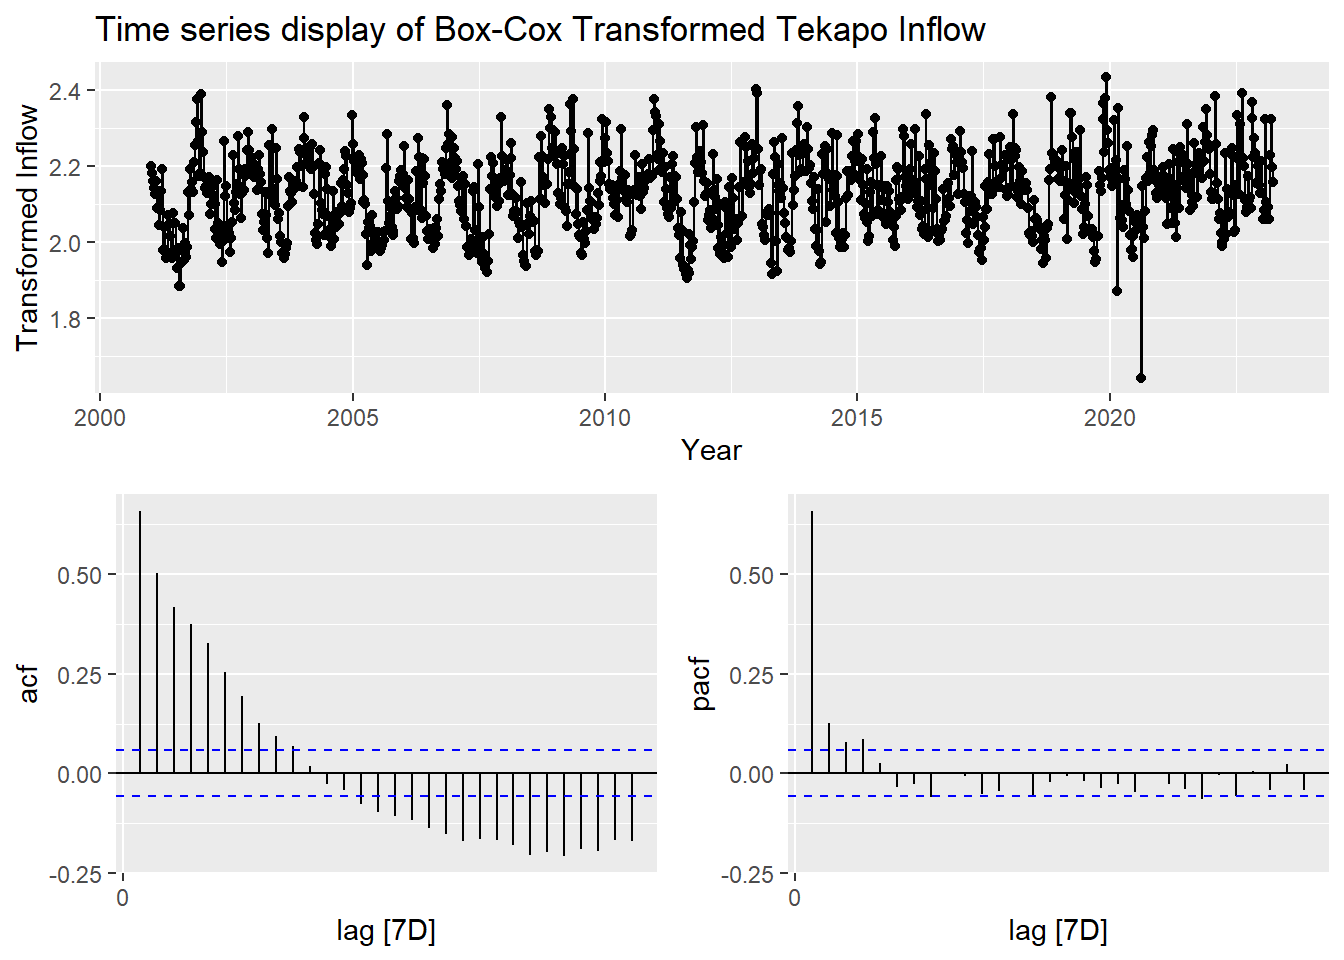 Time series display of Box-Cox Transformed Tekapo Inflow
Transformed Inflow
2.4
2.2
2.0
1.8
2000 2005 2010 2015 2020
Year
acf
0.50
0.25
0.00
-0.25
0
lag [7D]
pacf
0.50
0.25
0.00
-0.25
0
lag [7D]